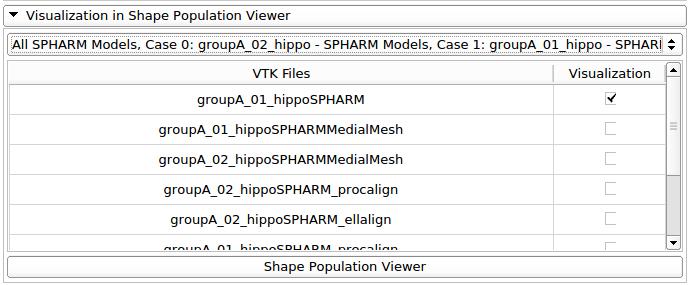 Visualization in Shape Population Viewer
All SPHARM Models, Case 0: groupA_02_hippo - SPHARM Models, Case 1: groupA_01_hippo - SPHARI
VTK Files Visualization
groupA_01_hippoSPHARM
groupA_01_hippoSPHARMMedialMesh
groupA_02_hippoSPHARMMedialMesh
groupA_02_hippoSPHARM_procalign
groupA_02_hippoSPHARM_ellalign
groupA_01_hippoSPHARM_procalign
Shape Population Viewer